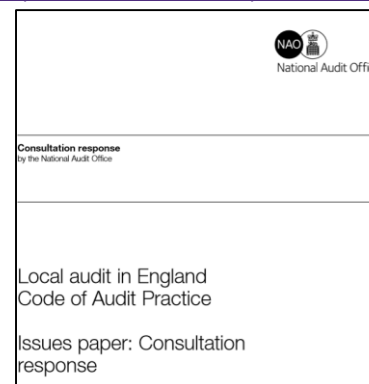 NAO
National Audit Offi
Consultation response
by the National Audit Office
Local audit in England
Code of Audit Practice
Issues paper: Consultation
response